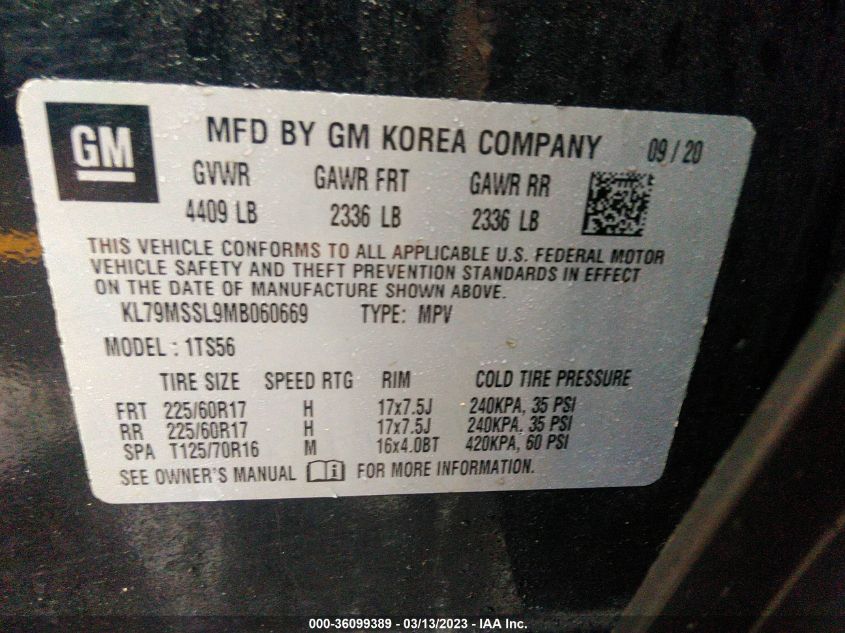 GM
MFD BY GM KOREA COMPANY 09 / 20
GVWR GAWR FRT GAWR RR
4409 LB 2336 LB 2336 LB
THIS VEHICLE CONFORMS TO ALL APPLICABLE U.S. FEDERAL MOTOR
VEHICLE SAFETY AND THEFT PREVENTION STANDARDS IN EFFECT
ON THE DATE OF MANUFACTURE SHOWN ABOVE.
KL79MSSL9MB060669 TYPE: MPV
MODEL : 1TS56
TIRE SIZE SPEED RTG RIM COLD TIRE PRESSURE
FRT 225/60R17 H 17x7.5J 240KPA, 35 PSI
RR 225/60R17 H 17x7.5J 240KPA, 35 PSI
SPA T125/70R16 M 16x4.0BT 420KPA, 60 PSI
SEE OWNER'S MANUAL FOR MORE INFORMATION.
000-36099389 - 03/13/2023 - IAA Inc.